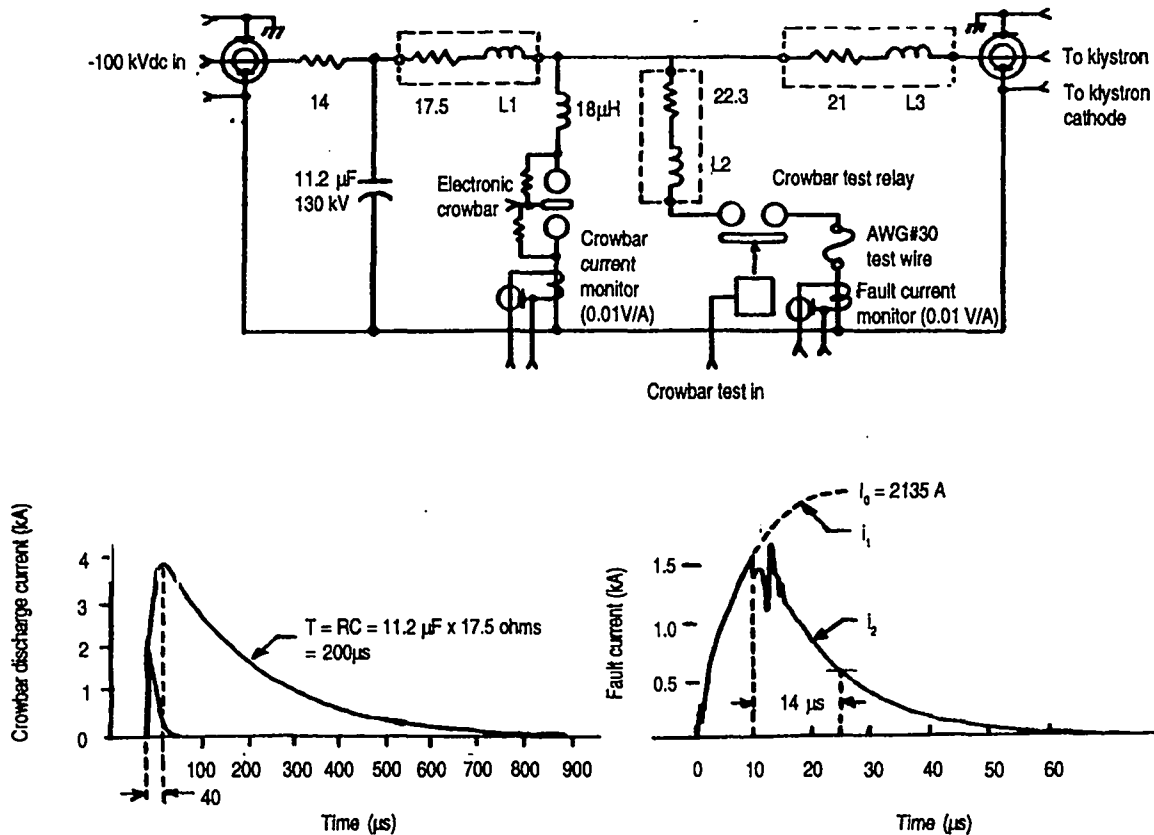 -100 kVdc in
14
17.5
L1
18μH
22.3
L2
21
L3
To klystron
To klystron
cathode
11.2 μF
130 kV
Electronic
crowbar
Crowbar
current
monitor
(0.01V/A)
Crowbar test relay
AWG#30
test wire
Fault current
monitor (0.01 V/A)
Crowbar test in
Crowbar discharge current (kA)
4
3
2
1
0
T = RC = 11.2 μF x 17.5 ohms
= 200μs
100 200 300 400 500 600 700 800 900
40
Time (μs)
Fault current (kA)
1.5
1.0
0.5
I₀ = 2135 A
i₁
i₂
14 μs
0 10 20 30 40 50 60
Time (μs)